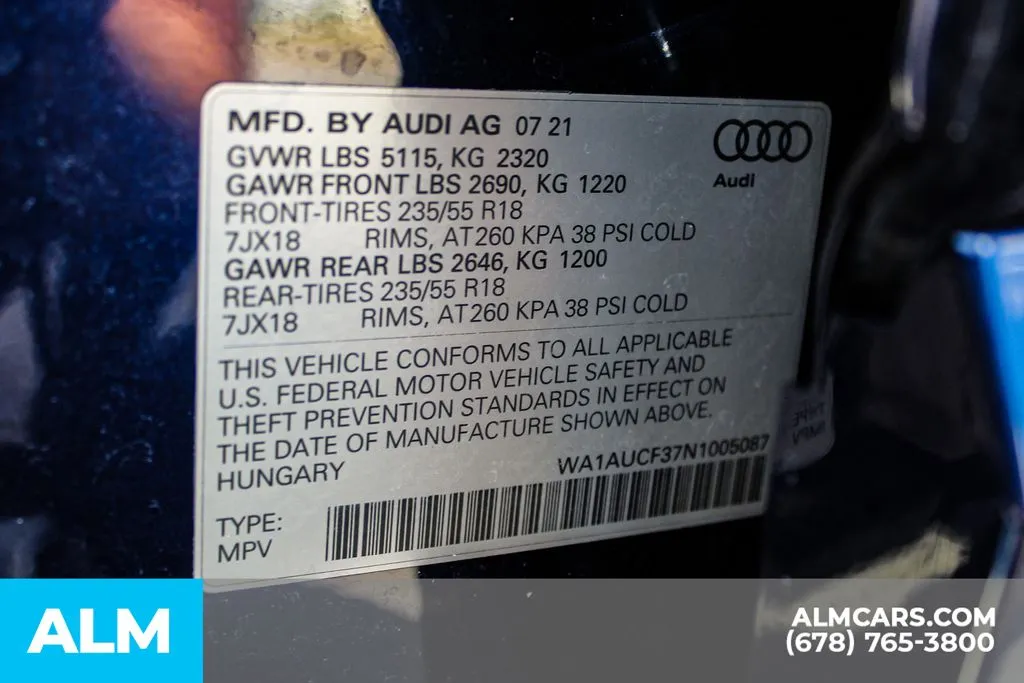 MFD. BY AUDI AG 07 21
GVWR LBS 5115, KG 2320
GAWR FRONT LBS 2690, KG 1220
FRONT-TIRES 235/55 R18
7JX18 RIMS, AT260 KPA 38 PSI COLD
GAWR REAR LBS 2646, KG 1200
REAR-TIRES 235/55 R18
7JX18 RIMS, AT260 KPA 38 PSI COLD
Audi
THIS VEHICLE CONFORMS TO ALL APPLICABLE
U.S. FEDERAL MOTOR VEHICLE SAFETY AND
THEFT PREVENTION STANDARDS IN EFFECT ON
THE DATE OF MANUFACTURE SHOWN ABOVE.
HUNGARY WA1AUCF37N1005087
TYPE:
MPV
ALM
ALMCARS.COM
(678) 765-3800